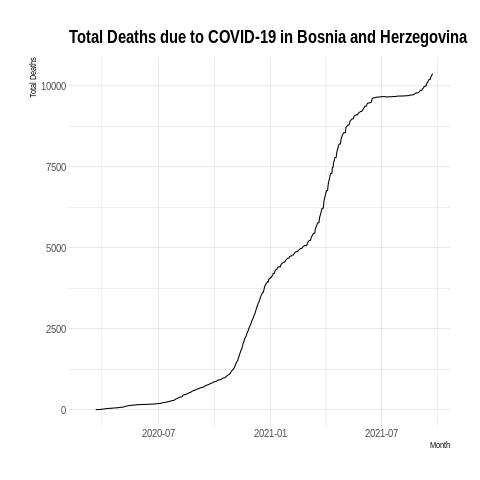 Total Deaths due to COVID-19 in Bosnia and Herzegovina
Total Deaths
10000
7500
5000
2500
0
2020-07 2021-01 2021-07
Month